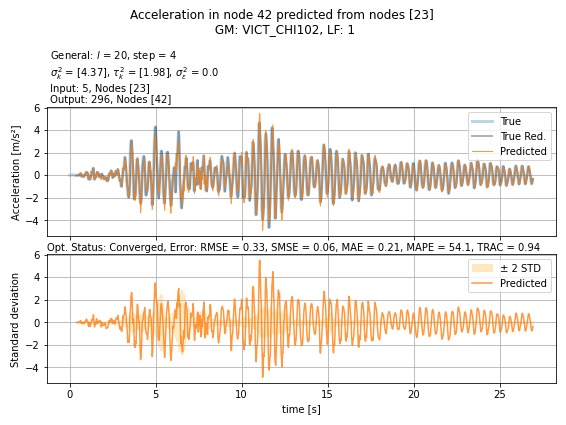 Acceleration in node 42 predicted from nodes [23]
GM: VICT_CHI102, LF: 1
General: l = 20, step = 4
σ²ₖ = [4.37], τ²ₖ = [1.98], σ²ε = 0.0
Input: 5, Nodes [23]
Output: 296, Nodes [42]
Acceleration [m/s²]
6
4
2
0
−2
−4
True
True Red.
Predicted
Opt. Status: Converged, Error: RMSE = 0.33, SMSE = 0.06, MAE = 0.21, MAPE = 54.1, TRAC = 0.94
Standard deviation
6
4
2
0
−2
−4
± 2 STD
Predicted
0 5 10 15 20 25
time [s]